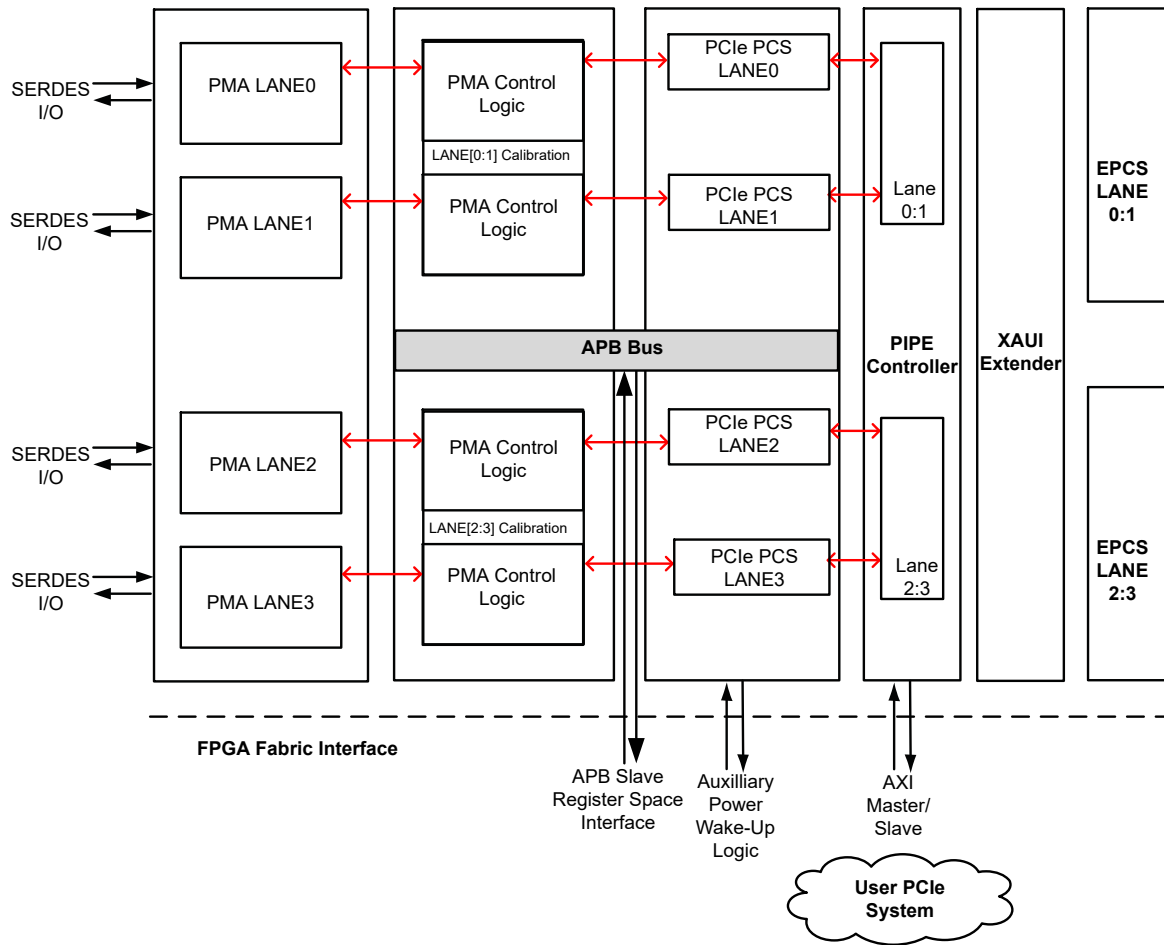 SERDES
I/O
PMA LANE0
PMA Control
Logic
PCIe PCS
LANE0
LANE[0:1] Calibration
SERDES
I/O
PMA LANE1
PMA Control
Logic
PCIe PCS
LANE1
Lane
0:1
EPCS
LANE
0:1
APB Bus
PIPE
Controller
XAUI
Extender
SERDES
I/O
PMA LANE2
PMA Control
Logic
PCIe PCS
LANE2
LANE[2:3] Calibration
SERDES
I/O
PMA LANE3
PMA Control
Logic
PCIe PCS
LANE3
Lane
2:3
EPCS
LANE
2:3
FPGA Fabric Interface
APB Slave
Register Space
Interface
Auxilliary
Power
Wake-Up
Logic
AXI
Master/
Slave
User PCIe
System